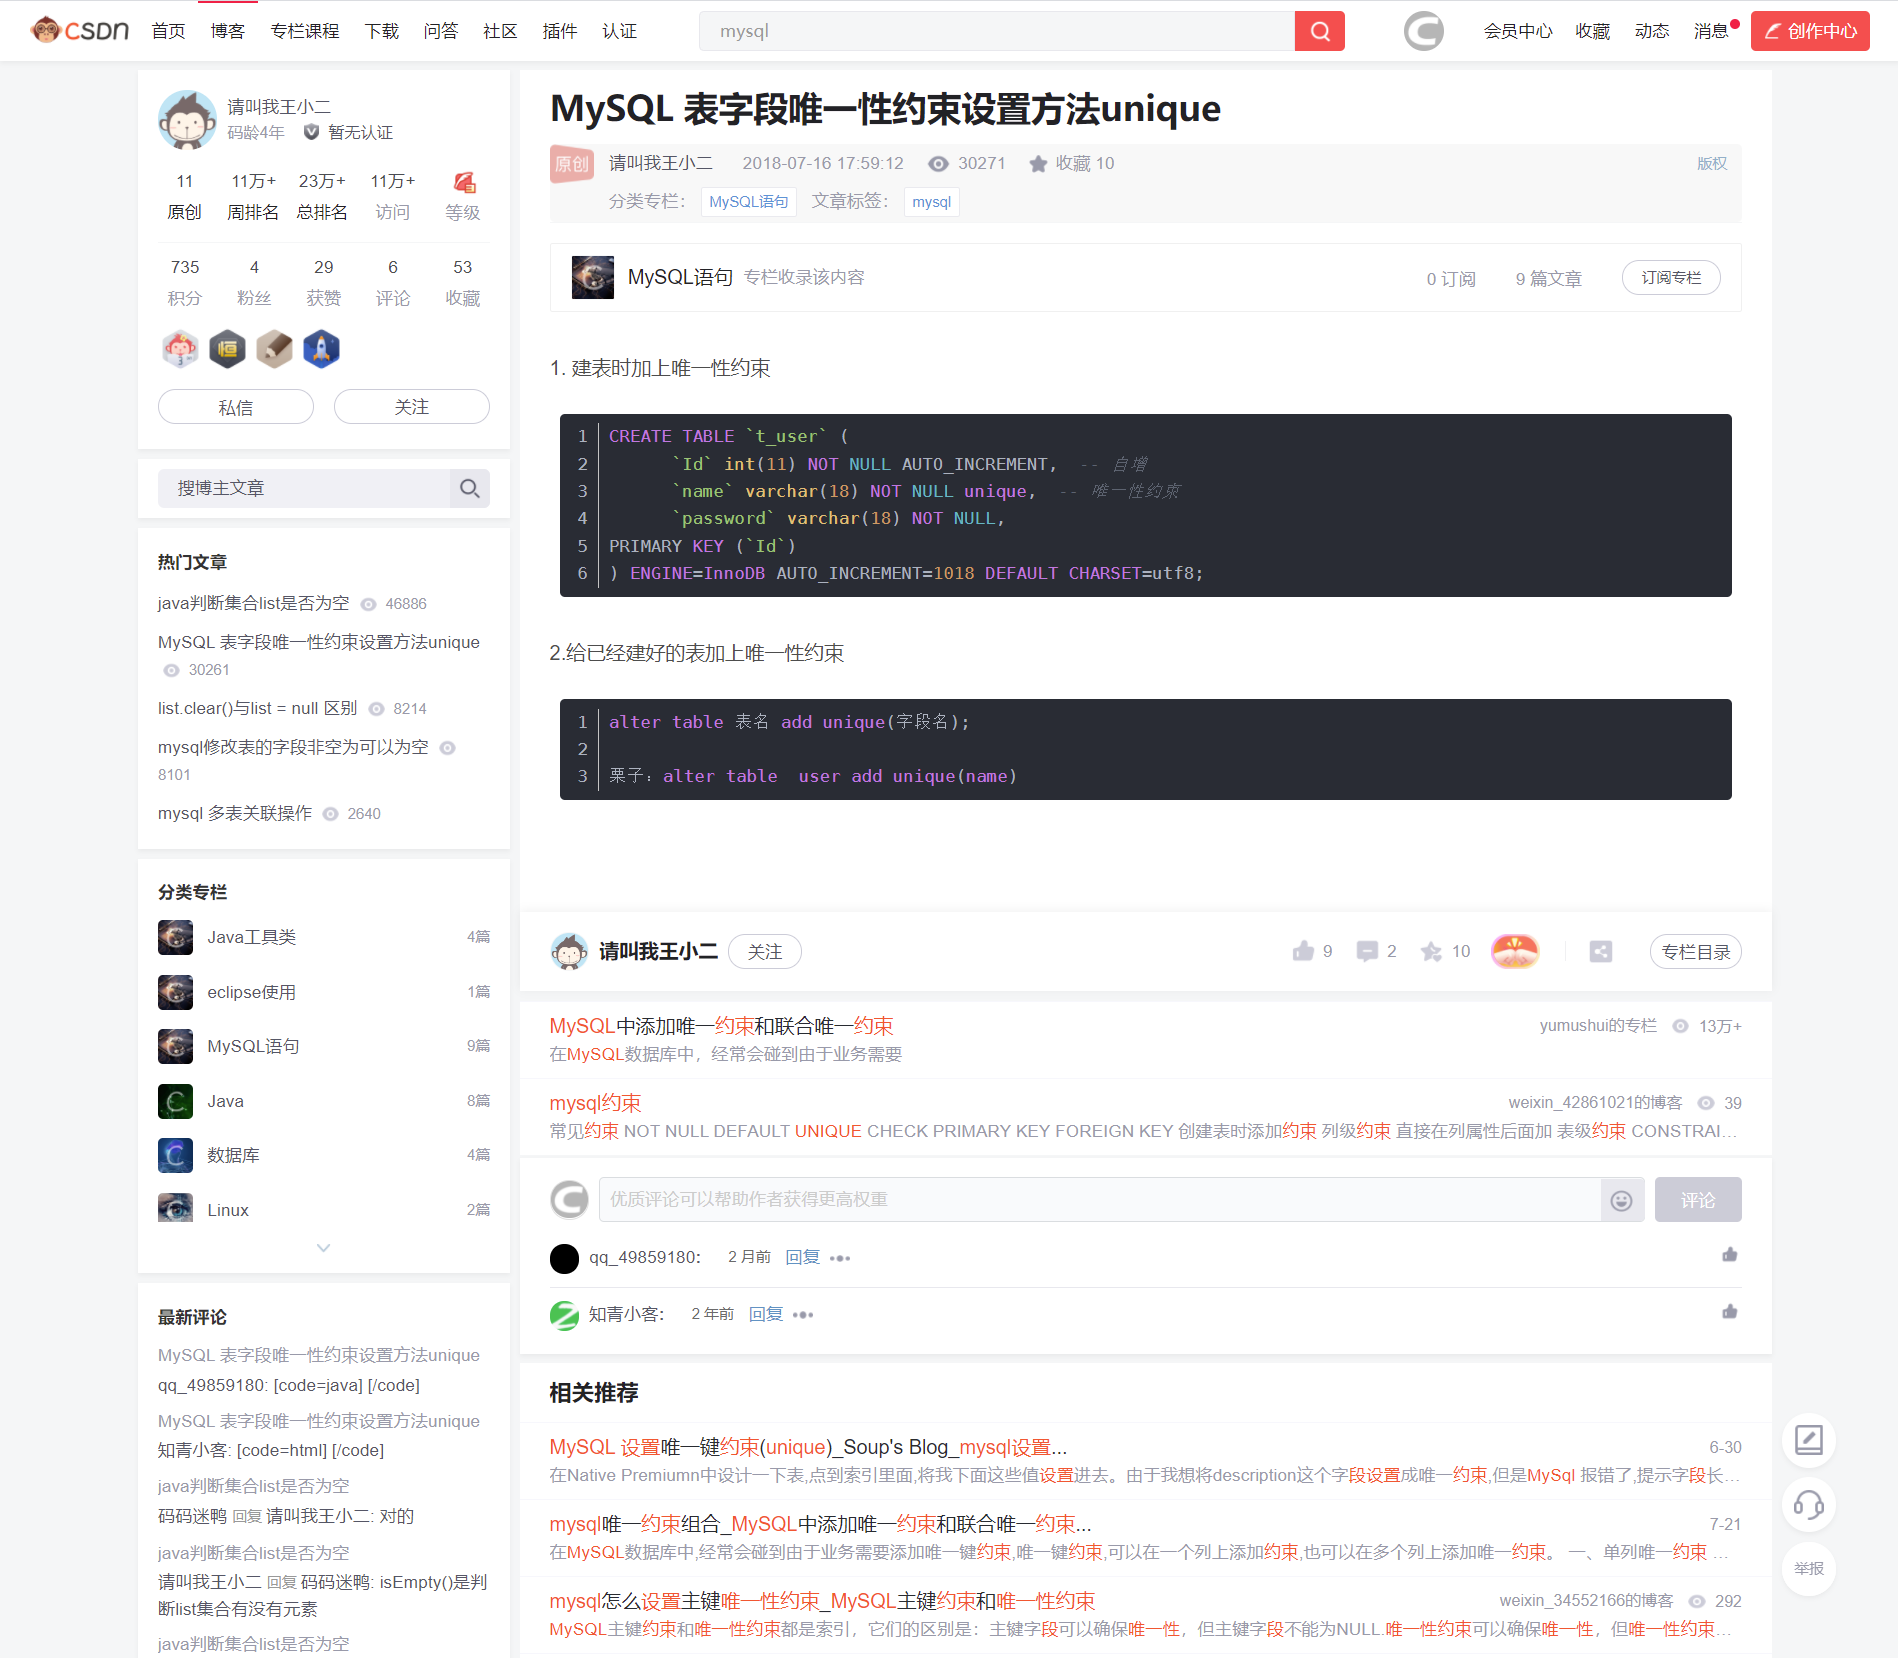 CSDN 首页 博客 专栏课程 下载 问答 社区 插件 认证 mysql 会员中心 收藏 动态 消息 创作中心
请叫我王小二
码龄4年 暂无认证
11 11万+ 23万+ 11万+
原创 周排名 总排名 访问 等级
735 4 29 6 53
积分 粉丝 获赞 评论 收藏
私信 关注
搜博主文章
热门文章
java判断集合list是否为空 46886
MySQL 表字段唯一性约束设置方法unique
30261
list.clear()与list = null 区别 8214
mysql修改表的字段非空为可以为空
8101
mysql 多表关联操作 2640
分类专栏
Java工具类 4篇
eclipse使用 1篇
MySQL语句 9篇
Java 8篇
数据库 4篇
Linux 2篇
最新评论
MySQL 表字段唯一性约束设置方法unique
qq_49859180: [code=java] [/code]
MySQL 表字段唯一性约束设置方法unique
知青小客: [code=html] [/code]
java判断集合list是否为空
码码迷鸭 回复 请叫我王小二: 对的
java判断集合list是否为空
请叫我王小二 回复 码码迷鸭: isEmpty()是判
断list集合有没有元素
java判断集合list是否为空
MySQL 表字段唯一性约束设置方法unique
原创 请叫我王小二 2018-07-16 17:59:12 30271 收藏 10 版权
分类专栏： MySQL语句 文章标签： mysql
MySQL语句 专栏收录该内容 0 订阅 9 篇文章 订阅专栏
1. 建表时加上唯一性约束
1 CREATE TABLE `t_user` (
2 `Id` int(11) NOT NULL AUTO_INCREMENT, -- 自增
3 `name` varchar(18) NOT NULL unique, -- 唯一性约束
4 `password` varchar(18) NOT NULL,
5 PRIMARY KEY (`Id`)
6 ) ENGINE=InnoDB AUTO_INCREMENT=1018 DEFAULT CHARSET=utf8;
2.给已经建好的表加上唯一性约束
1 alter table 表名 add unique(字段名);
2
3 栗子：alter table user add unique(name)
请叫我王小二 关注 9 2 10 专栏目录
MySQL中添加唯一约束和联合唯一约束 yumushui的专栏 13万+
在MySQL数据库中，经常会碰到由于业务需要
mysql约束 weixin_42861021的博客 39
常见约束 NOT NULL DEFAULT UNIQUE CHECK PRIMARY KEY FOREIGN KEY 创建表时添加约束 列级约束 直接在列属性后面加 表级约束 CONSTRAI...
优质评论可以帮助作者获得更高权重 评论
qq_49859180: 2 月前 回复
知青小客: 2 年前 回复
相关推荐
MySQL 设置唯一键约束(unique)_Soup's Blog_mysql设置... 6-30
在Native Premiumn中设计一下表,点到索引里面,将我下面这些值设置进去。由于我想将description这个字段设置成唯一约束,但是MySql 报错了,提示字段长...
mysql唯一约束组合_MySQL中添加唯一约束和联合唯一约束... 7-21
在MySQL数据库中,经常会碰到由于业务需要添加唯一键约束,唯一键约束,可以在一个列上添加约束,也可以在多个列上添加唯一约束。 一、单列唯一约束 ...
mysql怎么设置主键唯一性约束_MySQL主键约束和唯一性约束 weixin_34552166的博客 292
MySQL主键约束和唯一性约束都是索引，它们的区别是：主键字段可以确保唯一性，但主键字段不能为NULL.唯一性约束可以确保唯一性，但唯一性约束...
举报